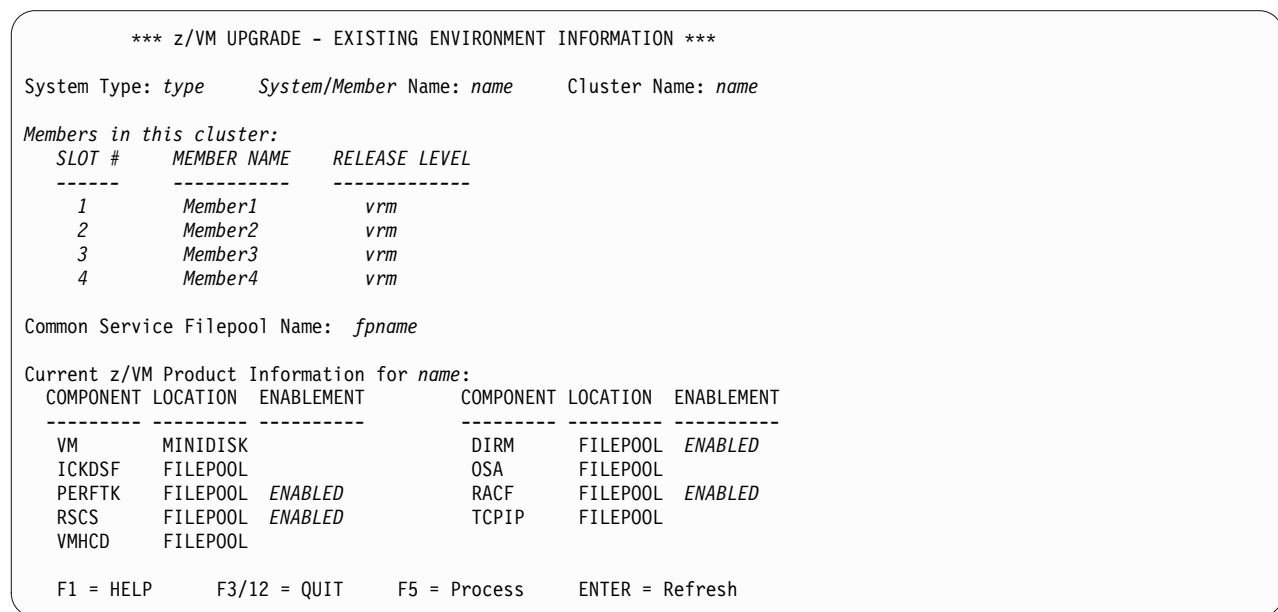 *** z/VM UPGRADE - EXISTING ENVIRONMENT INFORMATION ***
System Type: type System/Member Name: name Cluster Name: name
Members in this cluster:
SLOT # MEMBER NAME RELEASE LEVEL
------ ----------- -------------
1 Member1 vrm
2 Member2 vrm
3 Member3 vrm
4 Member4 vrm
Common Service Filepool Name: fpname
Current z/VM Product Information for name:
COMPONENT LOCATION ENABLEMENT COMPONENT LOCATION ENABLEMENT
--------- --------- ---------- --------- --------- ----------
VM MINIDISK DIRM FILEPOOL ENABLED
ICKDSF FILEPOOL OSA FILEPOOL
PERFTK FILEPOOL ENABLED RACF FILEPOOL ENABLED
RSCS FILEPOOL ENABLED TCPIP FILEPOOL
VMHCD FILEPOOL
F1 = HELP F3/12 = QUIT F5 = Process ENTER = Refresh